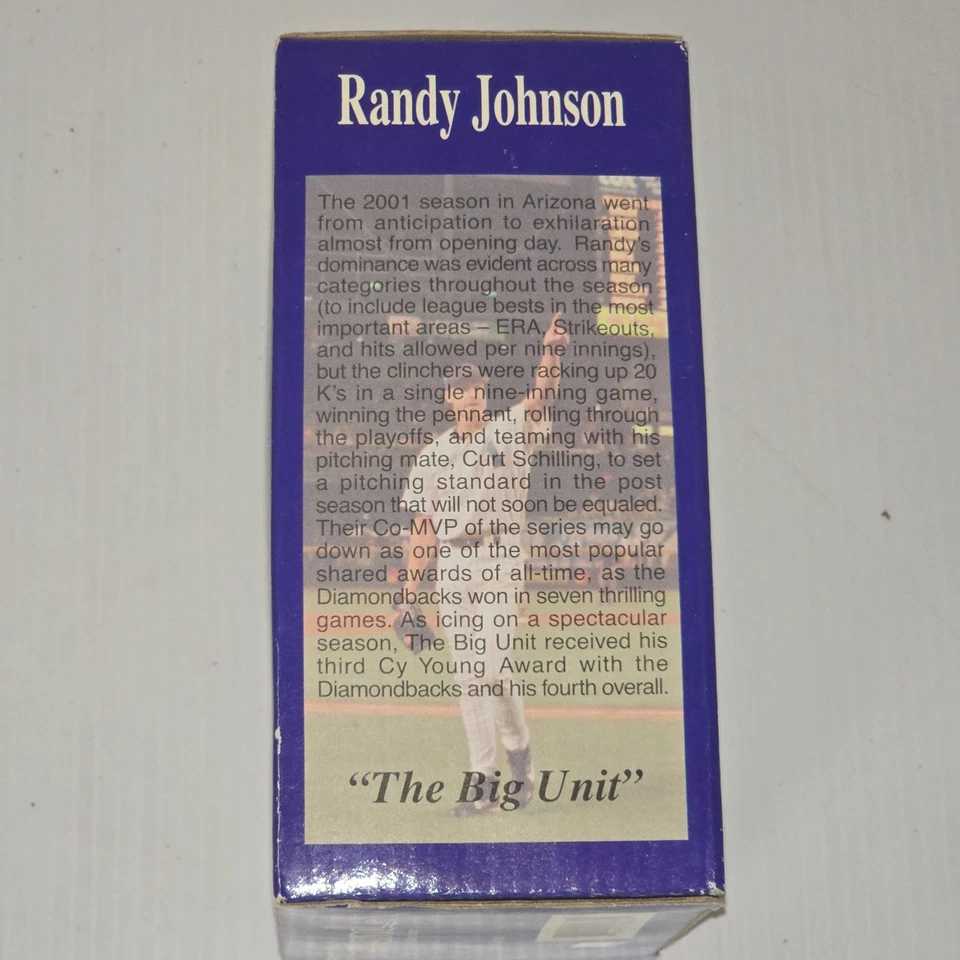 Randy Johnson
The 2001 season in Arizona went
from anticipation to exhilaration
almost from opening day. Randy's
dominance was evident across many
categories throughout the season
(to include league bests in the most
important areas – ERA, Strikeouts,
and hits allowed per nine innings),
but the clinchers were racking up 20
K's in a single nine-inning game,
winning the pennant, rolling through
the playoffs, and teaming with his
pitching mate, Curt Schilling, to set
a pitching standard in the post
season that will not soon be equaled.
Their Co-MVP of the series may go
down as one of the most popular
shared awards of all-time, as the
Diamondbacks won in seven thrilling
games. As icing on a spectacular
season, The Big Unit received his
third Cy Young Award with the
Diamondbacks and his fourth overall.
“The Big Unit”